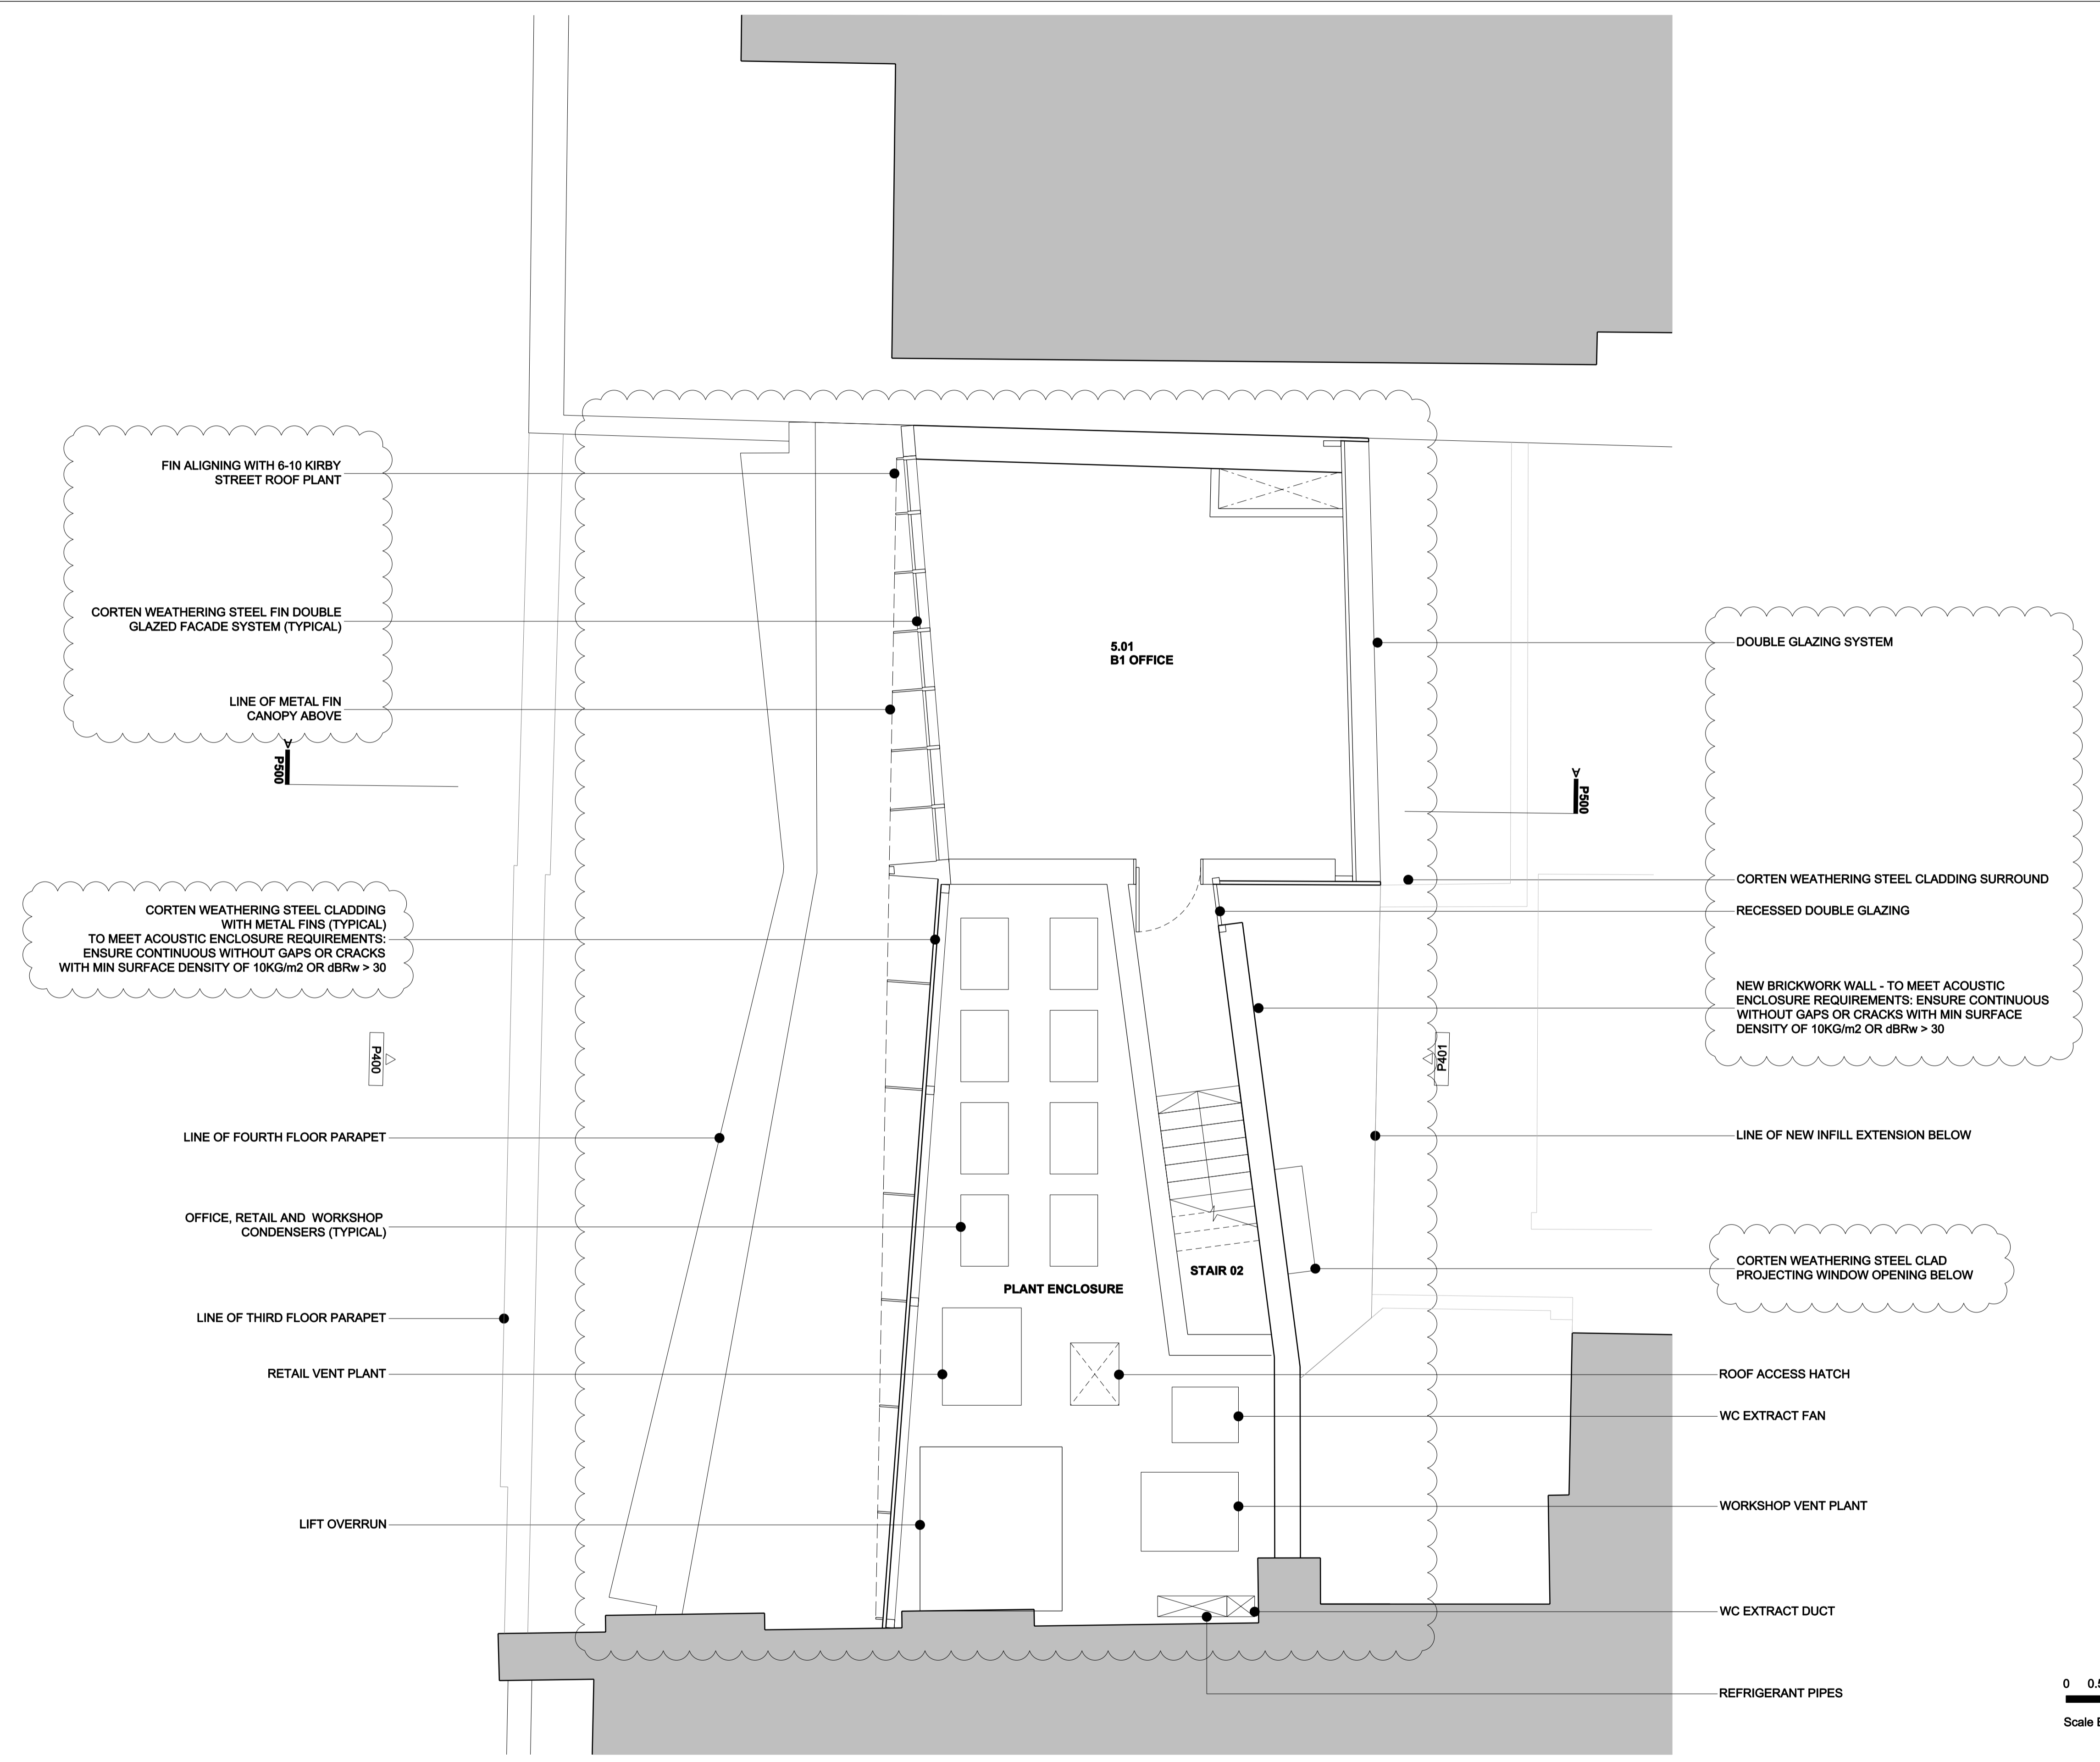 FIN ALIGNING WITH 6-10 KIRBY
STREET ROOF PLANT
CORTEN WEATHERING STEEL FIN DOUBLE
GLAZED FACADE SYSTEM (TYPICAL)
LINE OF METAL FIN
CANOPY ABOVE
A
P500
CORTEN WEATHERING STEEL CLADDING
WITH METAL FINS (TYPICAL)
TO MEET ACOUSTIC ENCLOSURE REQUIREMENTS:
ENSURE CONTINUOUS WITHOUT GAPS OR CRACKS
WITH MIN SURFACE DENSITY OF 10KG/m2 OR dBRw > 30
P400
LINE OF FOURTH FLOOR PARAPET
OFFICE, RETAIL AND WORKSHOP
CONDENSERS (TYPICAL)
LINE OF THIRD FLOOR PARAPET
RETAIL VENT PLANT
LIFT OVERRUN
5.01
B1 OFFICE
STAIR 02
PLANT ENCLOSURE
A
P500
P401
DOUBLE GLAZING SYSTEM
CORTEN WEATHERING STEEL CLADDING SURROUND
RECESSED DOUBLE GLAZING
NEW BRICKWORK WALL - TO MEET ACOUSTIC
ENCLOSURE REQUIREMENTS: ENSURE CONTINUOUS
WITHOUT GAPS OR CRACKS WITH MIN SURFACE
DENSITY OF 10KG/m2 OR dBRw > 30
LINE OF NEW INFILL EXTENSION BELOW
CORTEN WEATHERING STEEL CLAD
PROJECTING WINDOW OPENING BELOW
ROOF ACCESS HATCH
WC EXTRACT FAN
WORKSHOP VENT PLANT
WC EXTRACT DUCT
REFRIGERANT PIPES
0
Scale